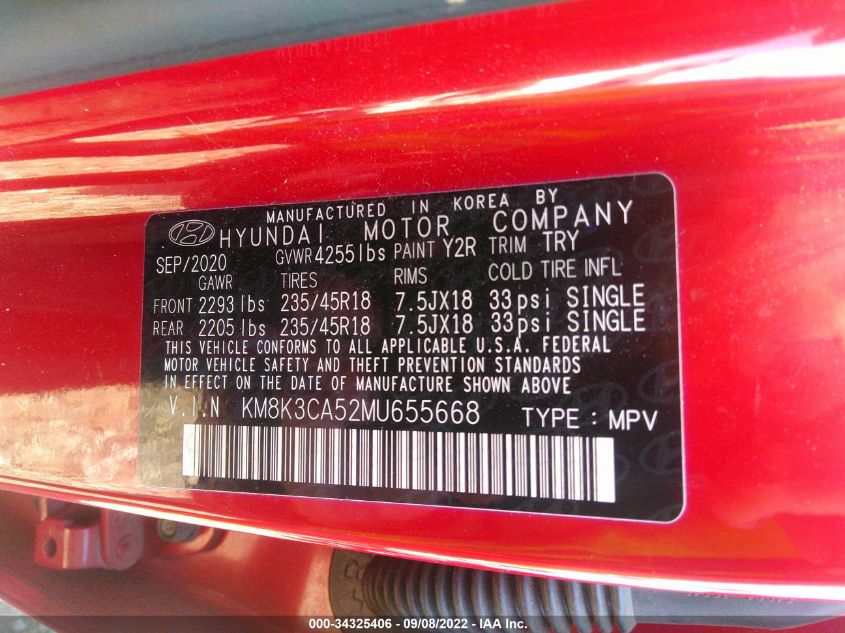 MANUFACTURED IN KOREA BY
HYUNDAI MOTOR COMPANY
SEP/2020 GVWR 4255 lbs PAINT Y2R TRIM TRY
GAWR TIRES RIMS COLD TIRE INFL
FRONT 2293 lbs 235/45R18 7.5JX18 33psi SINGLE
REAR 2205 lbs 235/45R18 7.5JX18 33psi SINGLE
THIS VEHICLE CONFORMS TO ALL APPLICABLE U.S.A. FEDERAL
MOTOR VEHICLE SAFETY AND THEFT PREVENTION STANDARDS
IN EFFECT ON THE DATE OF MANUFACTURE SHOWN ABOVE
V.I.N KM8K3CA52MU655668 TYPE : MPV
000-34325406 - 09/08/2022 - IAA Inc.